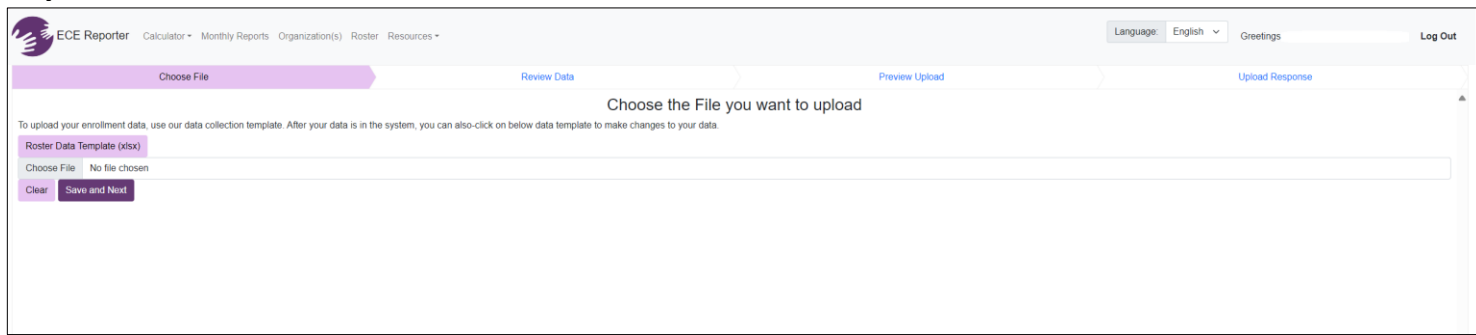 ECE Reporter Calculator Monthly Reports Organization(s) Roster Resources Language: English Greetings Log Out
Choose File Review Data Preview Upload Upload Response
Choose the File you want to upload
To upload your enrollment data, use our data collection template. After your data is in the system, you can also-click on below data template to make changes to your data.
Roster Data Template (xlsx)
Choose File No file chosen
Clear Save and Next